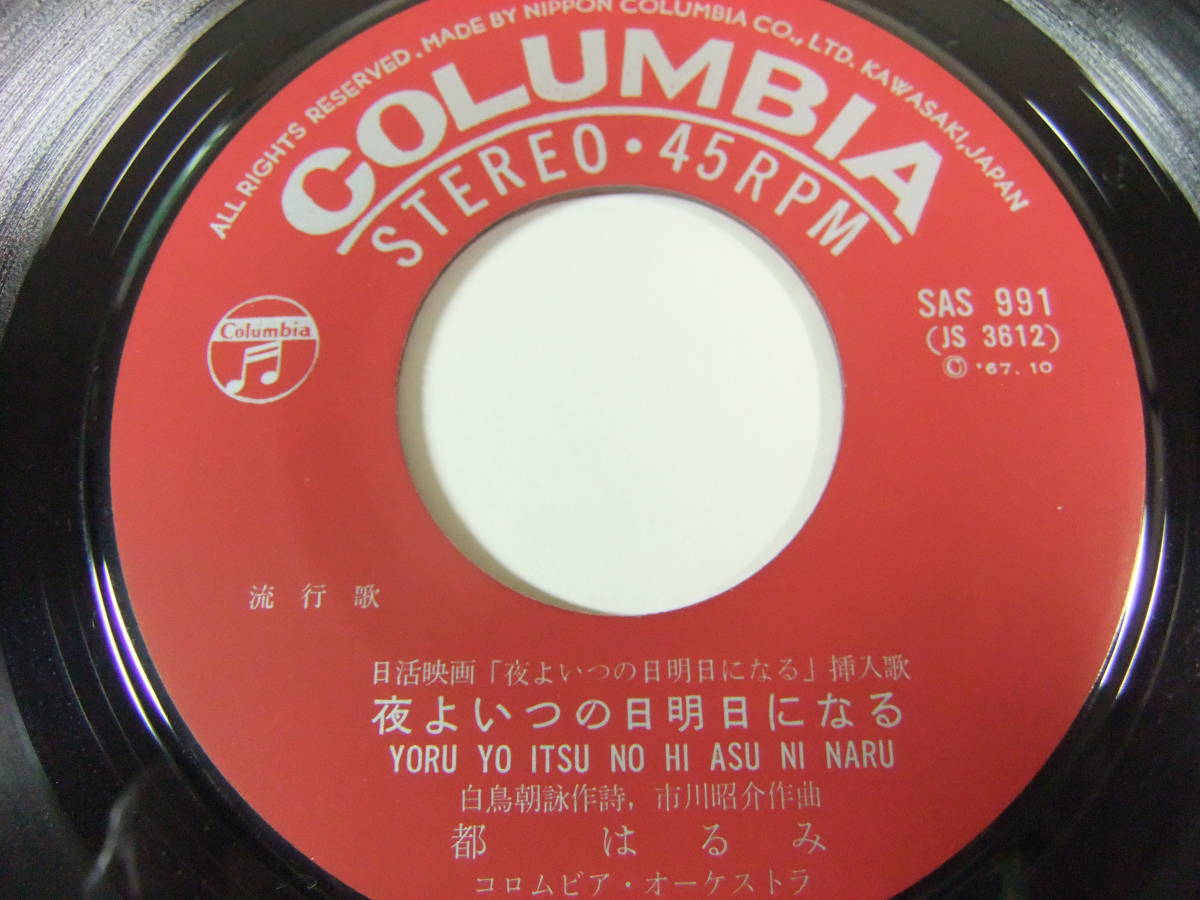 ALL RIGHTS RESERVED. MADE BY NIPPON COLUMBIA CO., LTD. KAWASAKI, JAPAN
COLUMBIA
STEREO・45RPM
Columbia
SAS 991
(JS 3612)
© '67. 10
流行歌
日活映画「夜よいつの日明日になる」挿入歌
夜よいつの日明日になる
YORU YO ITSU NO HI ASU NI NARU
白鳥朝詠作詩, 市川昭介作曲
都 はるみ
コロムビア・オーケストラ